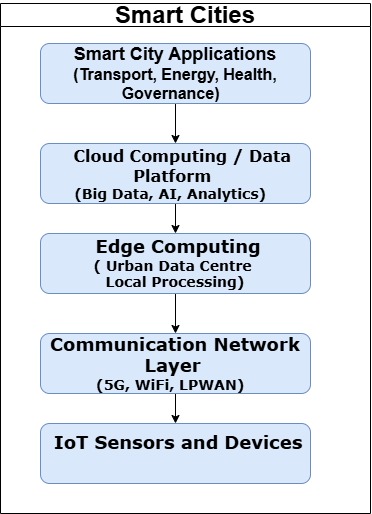 Smart Cities
Smart City Applications
(Transport, Energy, Health,
Governance)
Cloud Computing / Data
Platform
(Big Data, AI, Analytics)
Edge Computing
( Urban Data Centre
Local Processing)
Communication Network
Layer
(5G, WiFi, LPWAN)
IoT Sensors and Devices